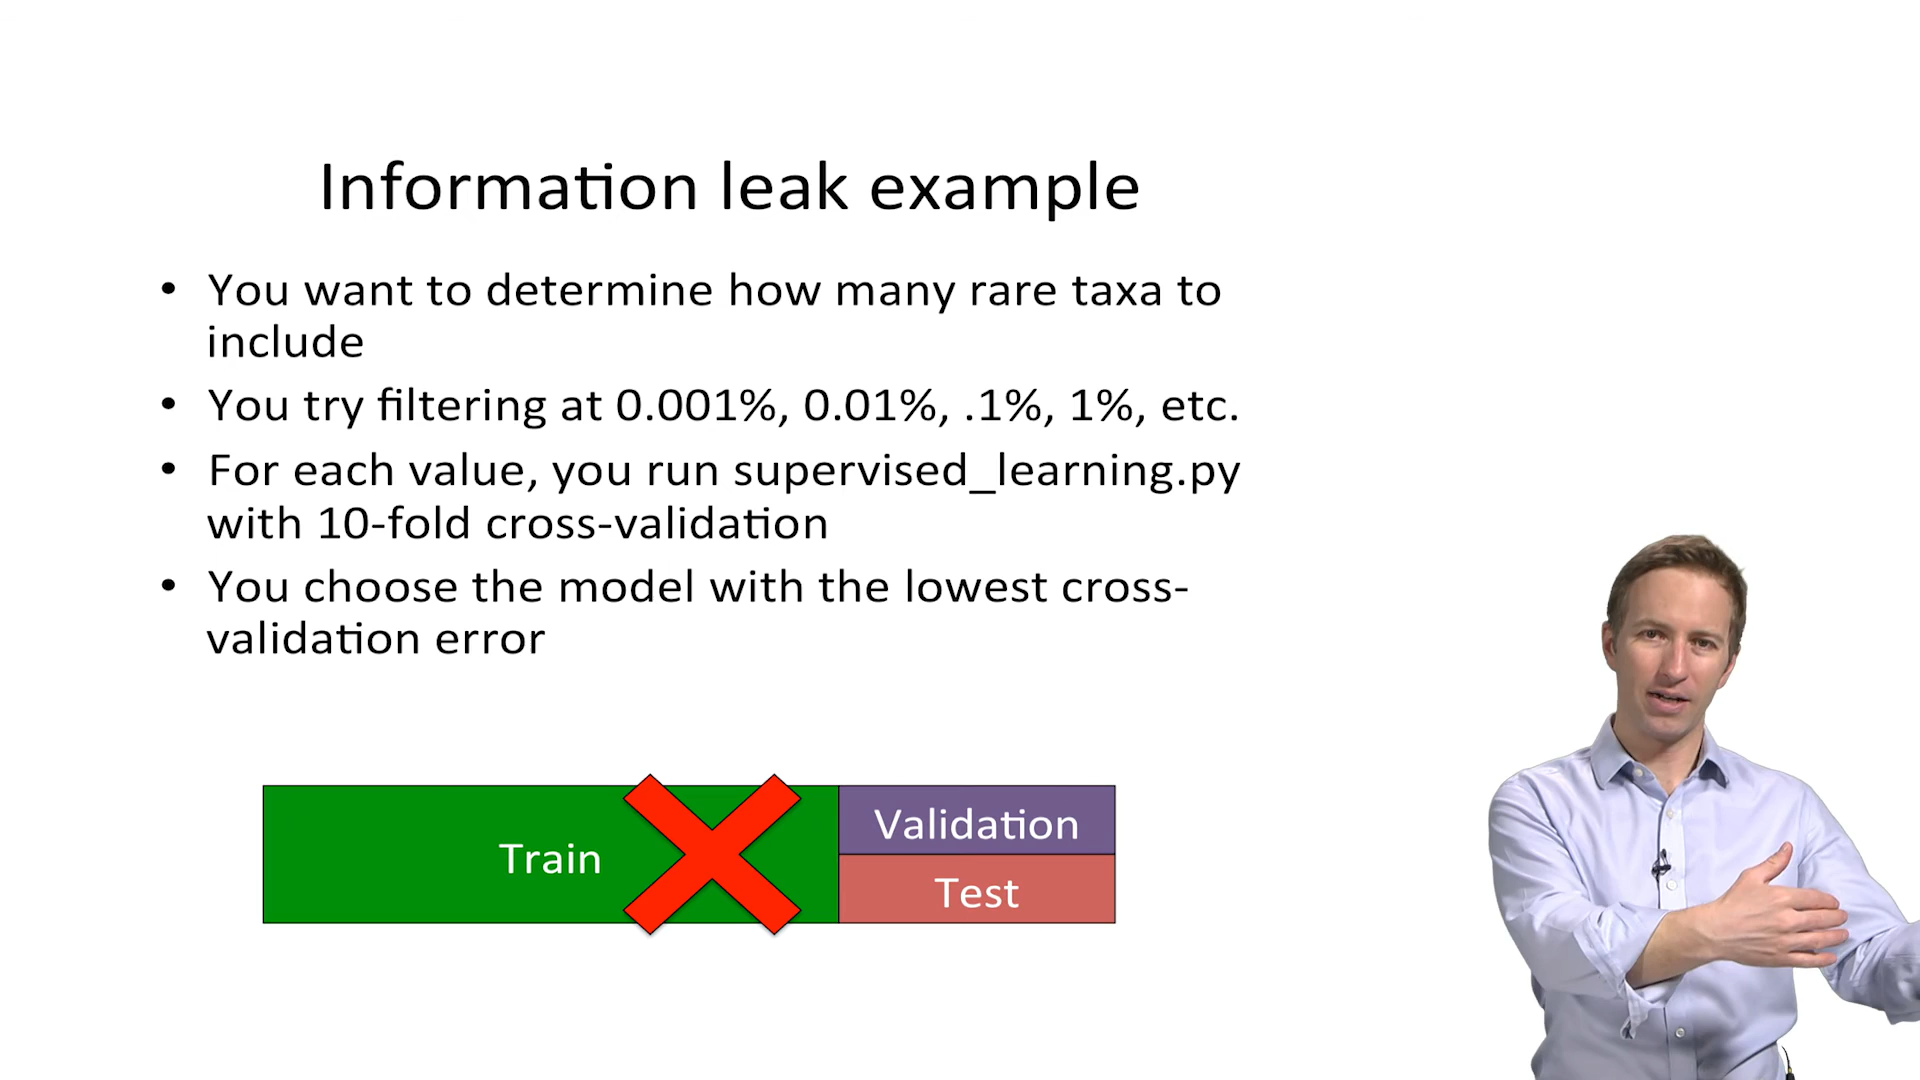 Information leak example
• You want to determine how many rare taxa to
include
• You try filtering at 0.001%, 0.01%, .1%, 1%, etc.
• For each value, you run supervised_learning.py
with 10-fold cross-validation
• You choose the model with the lowest cross-
validation error
Train
Validation
Test